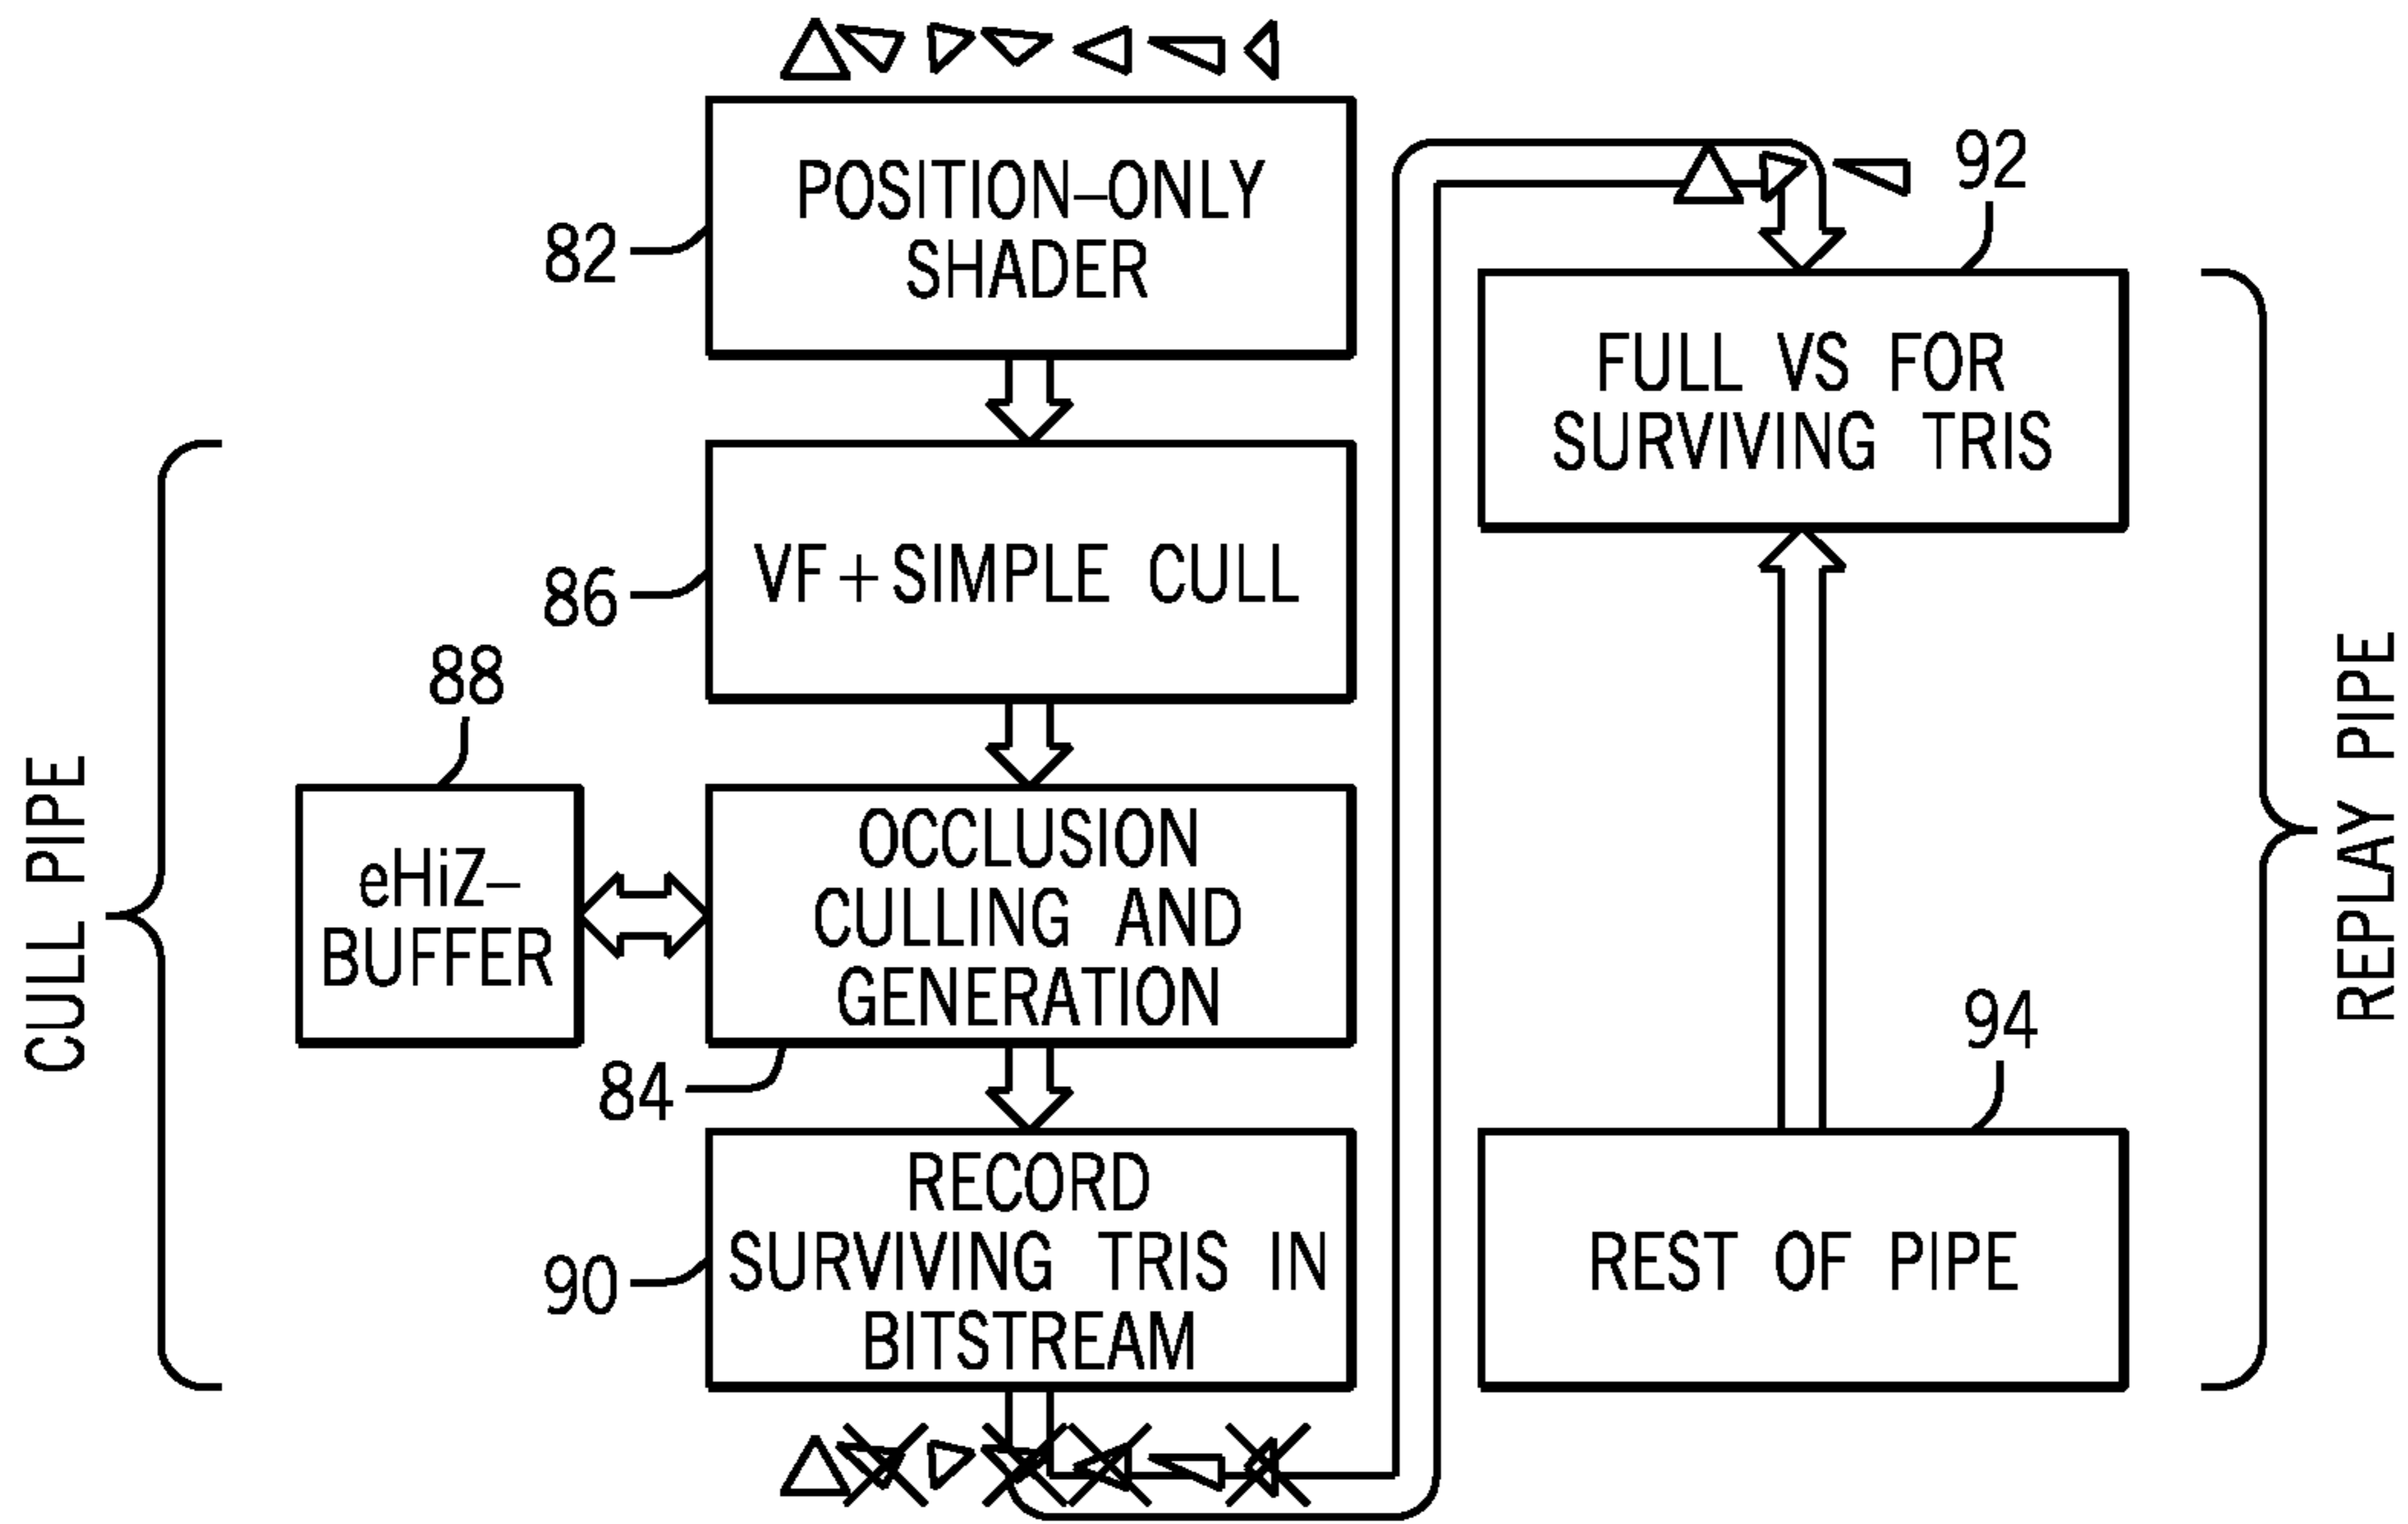 POSITION–ONLY
SHADER
82
92
FULL VS FOR
SURVIVING TRIS
VF+SIMPLE CULL
86
88
eHiZ–
BUFFER
OCCLUSION
CULLING AND
GENERATION
84
CULL PIPE
REPLAY PIPE
94
RECORD
SURVIVING TRIS IN
BITSTREAM
90
REST OF PIPE